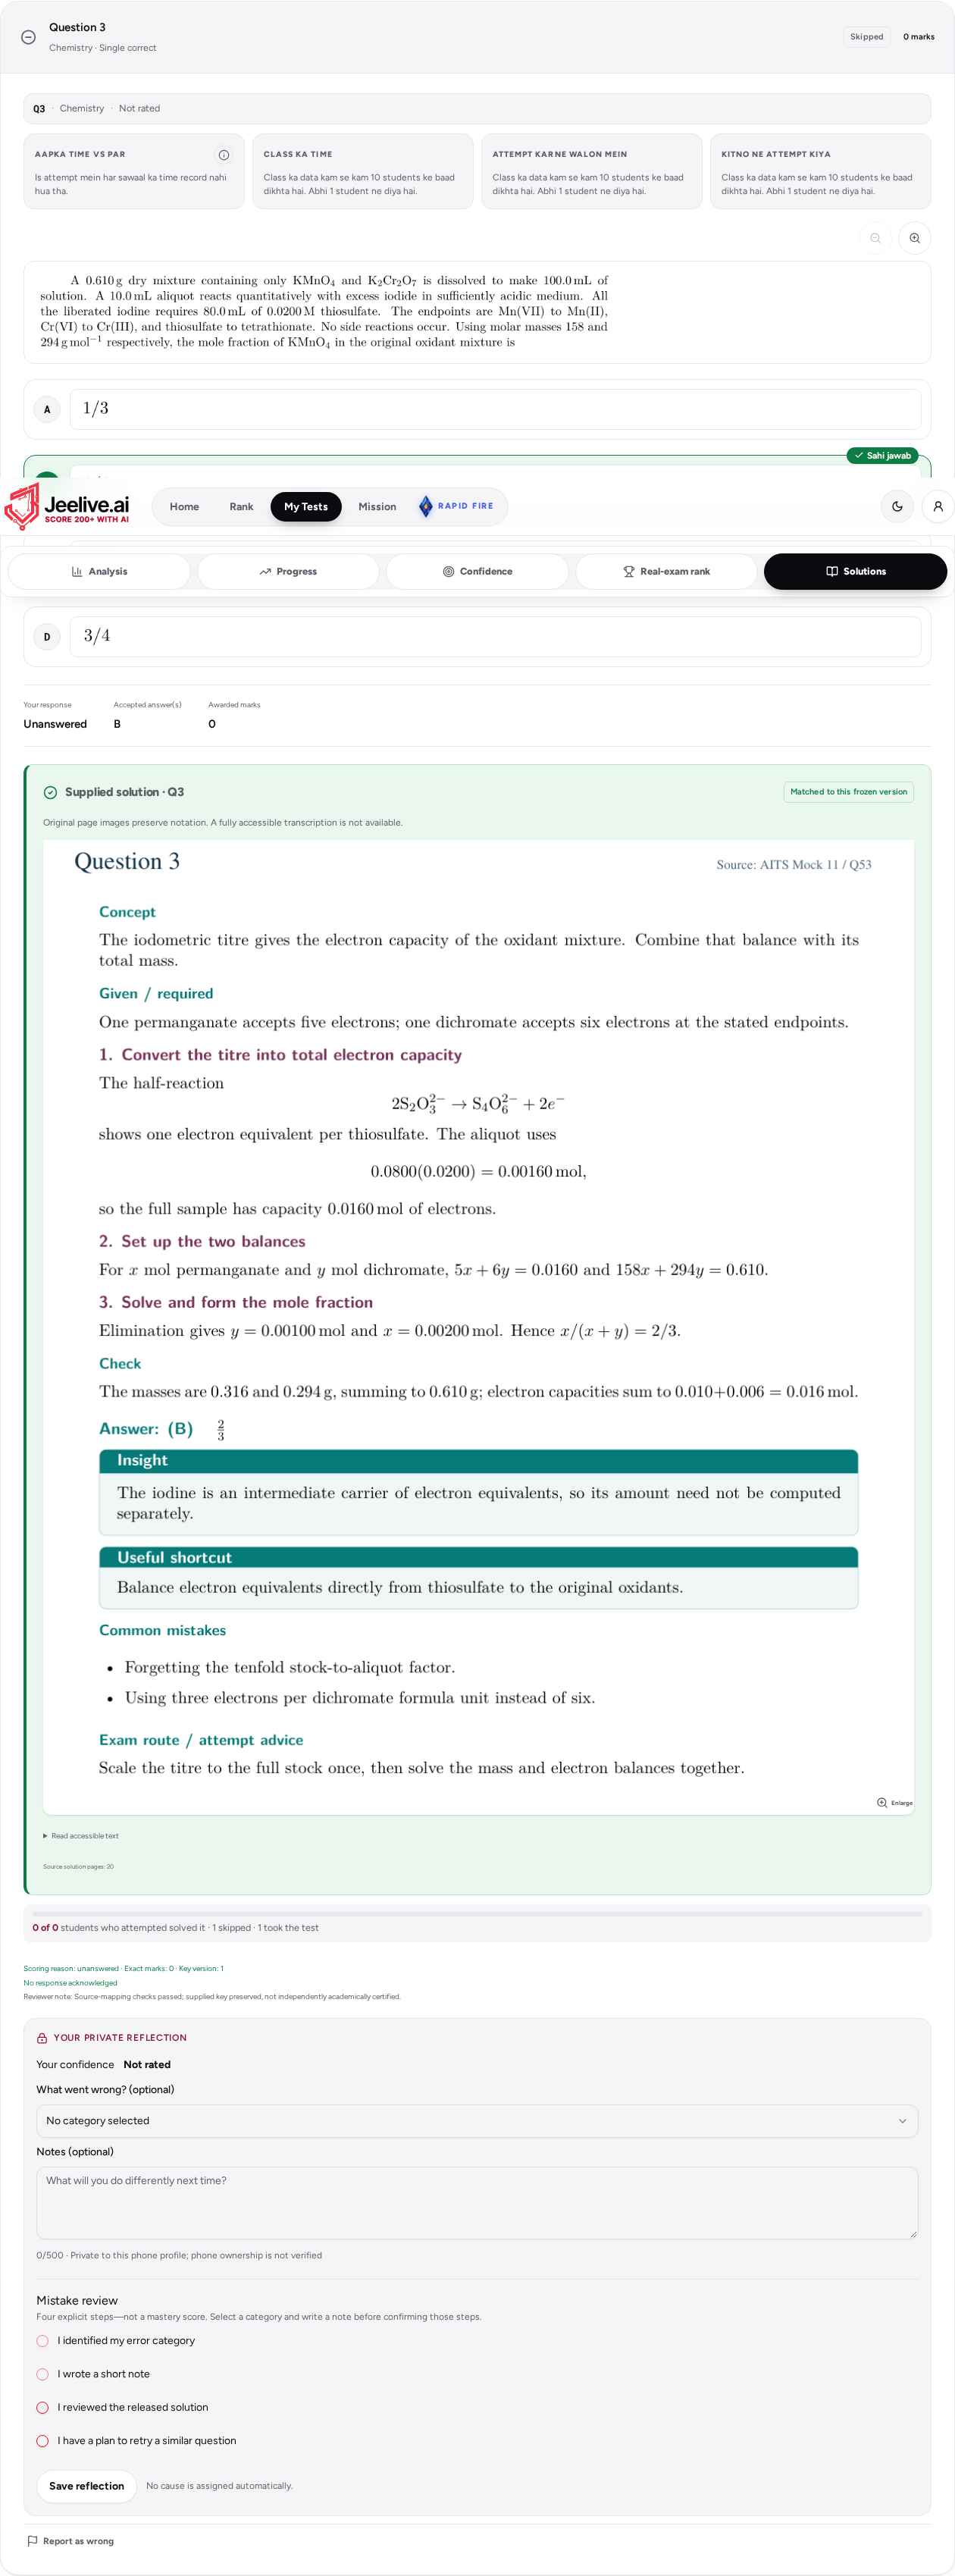 Question 3
Chemistry · Single correct
Skipped
0 marks
Q3 · Chemistry · Not rated
AAPKA TIME VS PAR
Is attempt mein har sawaal ka time record nahi
hua tha.
CLASS KA TIME
Class ka data kam se kam 10 students ke baad
dikhta hai. Abhi 1 student ne diya hai.
ATTEMPT KARNE WALON MEIN
Class ka data kam se kam 10 students ke baad
dikhta hai. Abhi 1 student ne diya hai.
KITNO NE ATTEMPT KIYA
Class ka data kam se kam 10 students ke baad
dikhta hai. Abhi 1 student ne diya hai.
A 0.610 g dry mixture containing only KMnO₄ and K₂Cr₂O₇ is dissolved to make 100.0 mL of
solution. A 10.0 mL aliquot reacts quantitatively with excess iodide in sufficiently acidic medium. All
the liberated iodine requires 80.0 mL of 0.0200 M thiosulfate. The endpoints are Mn(VII) to Mn(II),
Cr(VI) to Cr(III), and thiosulfate to tetrathionate. No side reactions occur. Using molar masses 158 and
294 g mol⁻¹ respectively, the mole fraction of KMnO₄ in the original oxidant mixture is
A
1/3
Sahi jawab
Jeelive.ai
SCORE 200+ WITH AI
Home
Rank
My Tests
Mission
RAPID FIRE
Analysis
Progress
Confidence
Real-exam rank
Solutions
D
3/4
Your response
Unanswered
Accepted answer(s)
B
Awarded marks
0
Supplied solution · Q3
Matched to this frozen version
Original page images preserve notation. A fully accessible transcription is not available.
Question 3
Source: AITS Mock 11 / Q53
Concept
The iodometric titre gives the electron capacity of the oxidant mixture. Combine that balance with its
total mass.
Given / required
One permanganate accepts five electrons; one dichromate accepts six electrons at the stated endpoints.
1. Convert the titre into total electron capacity
The half-reaction
2S₂O₃²⁻ → S₄O₆²⁻ + 2e⁻
shows one electron equivalent per thiosulfate. The aliquot uses
0.0800(0.0200) = 0.00160 mol,
so the full sample has capacity 0.0160 mol of electrons.
2. Set up the two balances
For x mol permanganate and y mol dichromate, 5x + 6y = 0.0160 and 158x + 294y = 0.610.
3. Solve and form the mole fraction
Elimination gives y = 0.00100 mol and x = 0.00200 mol. Hence x/(x + y) = 2/3.
Check
The masses are 0.316 and 0.294 g, summing to 0.610 g; electron capacities sum to 0.010+0.006 = 0.016 mol.
Answer: (B) 2/3
Insight
The iodine is an intermediate carrier of electron equivalents, so its amount need not be computed
separately.
Useful shortcut
Balance electron equivalents directly from thiosulfate to the original oxidants.
Common mistakes
• Forgetting the tenfold stock-to-aliquot factor.
• Using three electrons per dichromate formula unit instead of six.
Exam route / attempt advice
Scale the titre to the full stock once, then solve the mass and electron balances together.
Enlarge
Read accessible text
Source solution pages: 20
0 of 0 students who attempted solved it · 1 skipped · 1 took the test
Scoring reason: unanswered · Exact marks: 0 · Key version: 1
No response acknowledged
Reviewer note: Source-mapping checks passed; supplied key preserved, not independently academically certified.
YOUR PRIVATE REFLECTION
Your confidence Not rated
What went wrong? (optional)
No category selected
Notes (optional)
What will you do differently next time?
0/500 · Private to this phone profile; phone ownership is not verified
Mistake review
Four explicit steps—not a mastery score. Select a category and write a note before confirming those steps.
I identified my error category
I wrote a short note
I reviewed the released solution
I have a plan to retry a similar question
Save reflection
No cause is assigned automatically.
Report as wrong